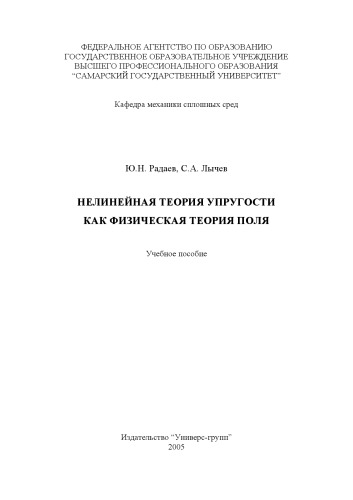 ФЕДЕРАЛЬНОЕ АГЕНТСТВО ПО ОБРАЗОВАНИЮ
ГОСУДАРСТВЕННОЕ ОБРАЗОВАТЕЛЬНОЕ УЧРЕЖДЕНИЕ
ВЫСШЕГО ПРОФЕССИОНАЛЬНОГО ОБРАЗОВАНИЯ
“САМАРСКИЙ ГОСУДАРСТВЕННЫЙ УНИВЕРСИТЕТ”
Кафедра механики сплошных сред
Ю.Н. Радаев, С.А. Лычев
НЕЛИНЕЙНАЯ ТЕОРИЯ УПРУГОСТИ
КАК ФИЗИЧЕСКАЯ ТЕОРИЯ ПОЛЯ
Учебное пособие
Издательство “Универс-групп”
2005